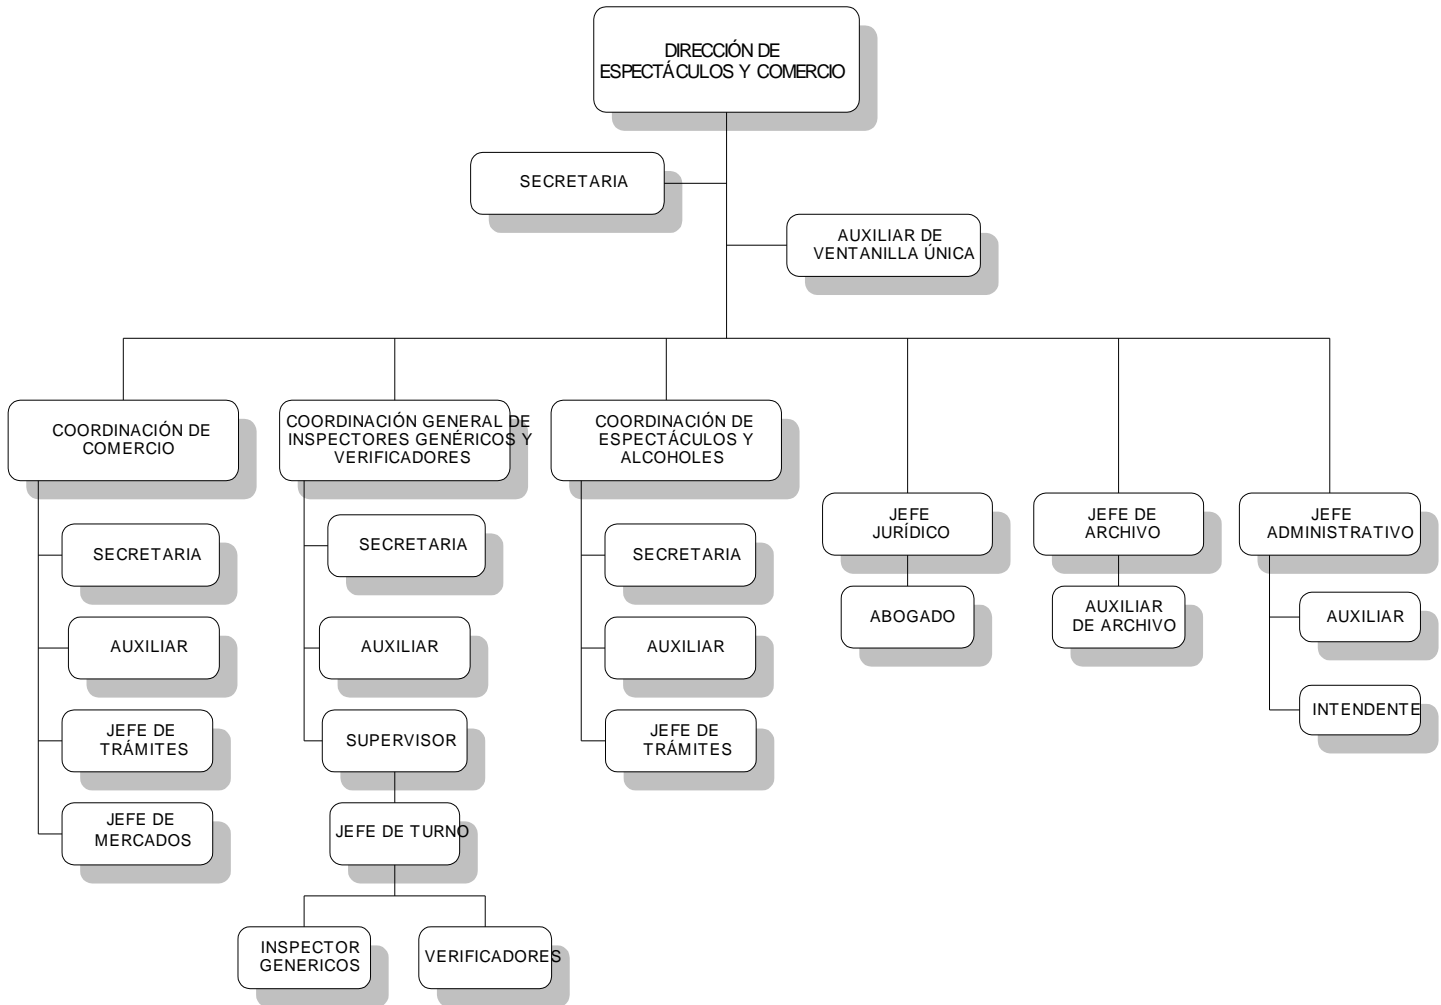 DIRECCIÓN DE
ESPECTÁCULOS Y COMERCIO
SECRETARIA
AUXILIAR DE
VENTANILLA ÚNICA
COORDINACIÓN DE
COMERCIO
COORDINACIÓN GENERAL DE
INSPECTORES GENÉRICOS Y
VERIFICADORES
COORDINACIÓN DE
ESPECTÁCULOS Y
ALCOHOLES
JEFE
JURÍDICO
JEFE DE
ARCHIVO
JEFE
ADMINISTRATIVO
SECRETARIA
SECRETARIA
SECRETARIA
ABOGADO
AUXILIAR
DE ARCHIVO
AUXILIAR
AUXILIAR
AUXILIAR
AUXILIAR
INTENDENTE
JEFE DE
TRÁMITES
SUPERVISOR
JEFE DE
TRÁMITES
JEFE DE
MERCADOS
JEFE DE TURNO
INSPECTOR
GENERICOS
VERIFICADORES